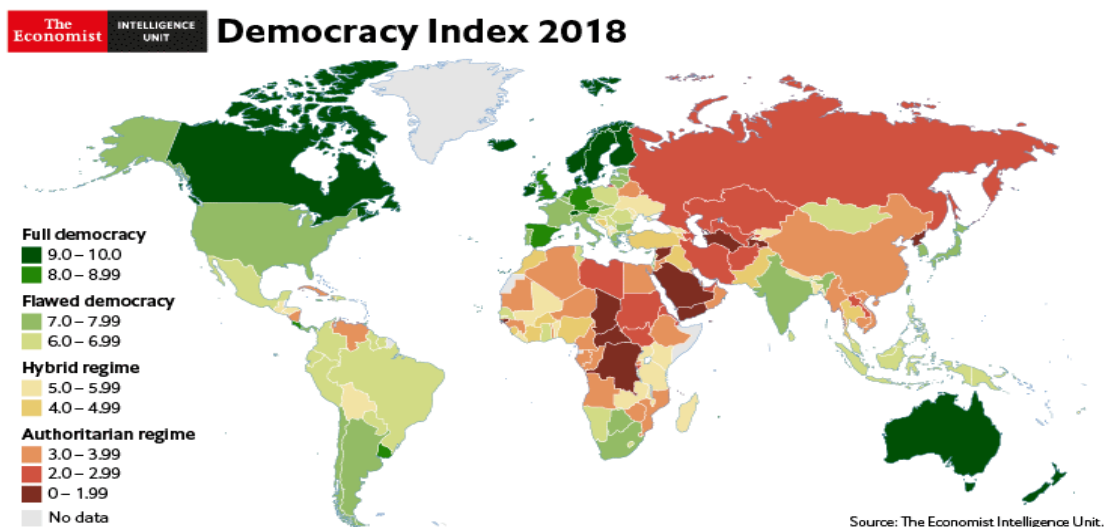 The
Economist
INTELLIGENCE
UNIT
Democracy Index 2018
Full democracy
9.0 – 10.0
8.0 – 8.99
Flawed democracy
7.0 – 7.99
6.0 – 6.99
Hybrid regime
5.0 – 5.99
4.0 – 4.99
Authoritarian regime
3.0 – 3.99
2.0 – 2.99
0 – 1.99
No data
Source: The Economist Intelligence Unit.